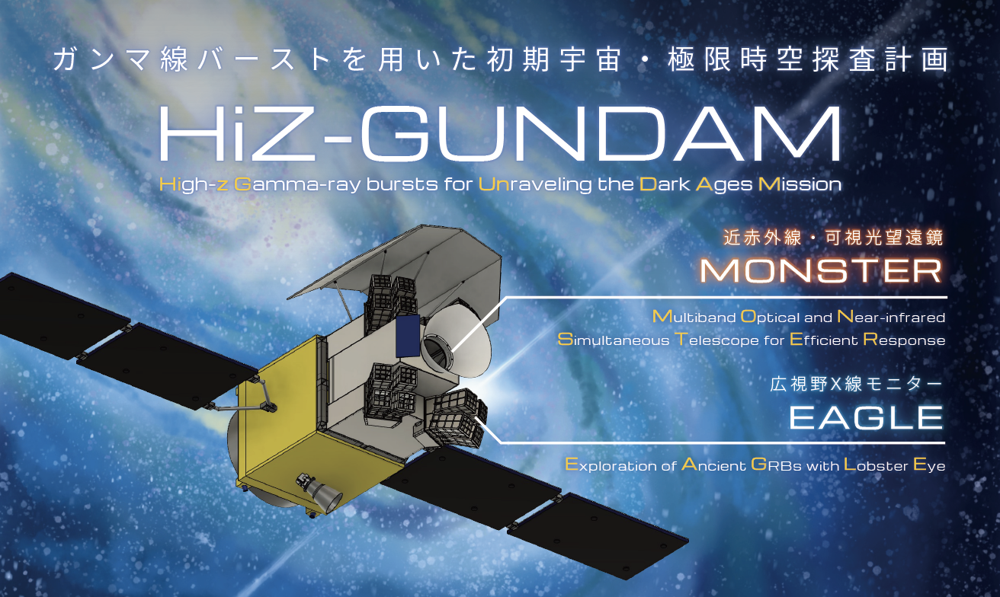 ガンマ線バーストを用いた初期宇宙・極限時空探査計画
HiZ-GUNDAM
High-z Gamma-ray bursts for Unraveling the Dark Ages Mission
近赤外線・可視光望遠鏡
MONSTER
Multiband Optical and Near-infrared
Simultaneous Telescope for Efficient Response
広視野X線モニター
EAGLE
Exploration of Ancient GRBs with Lobster Eye